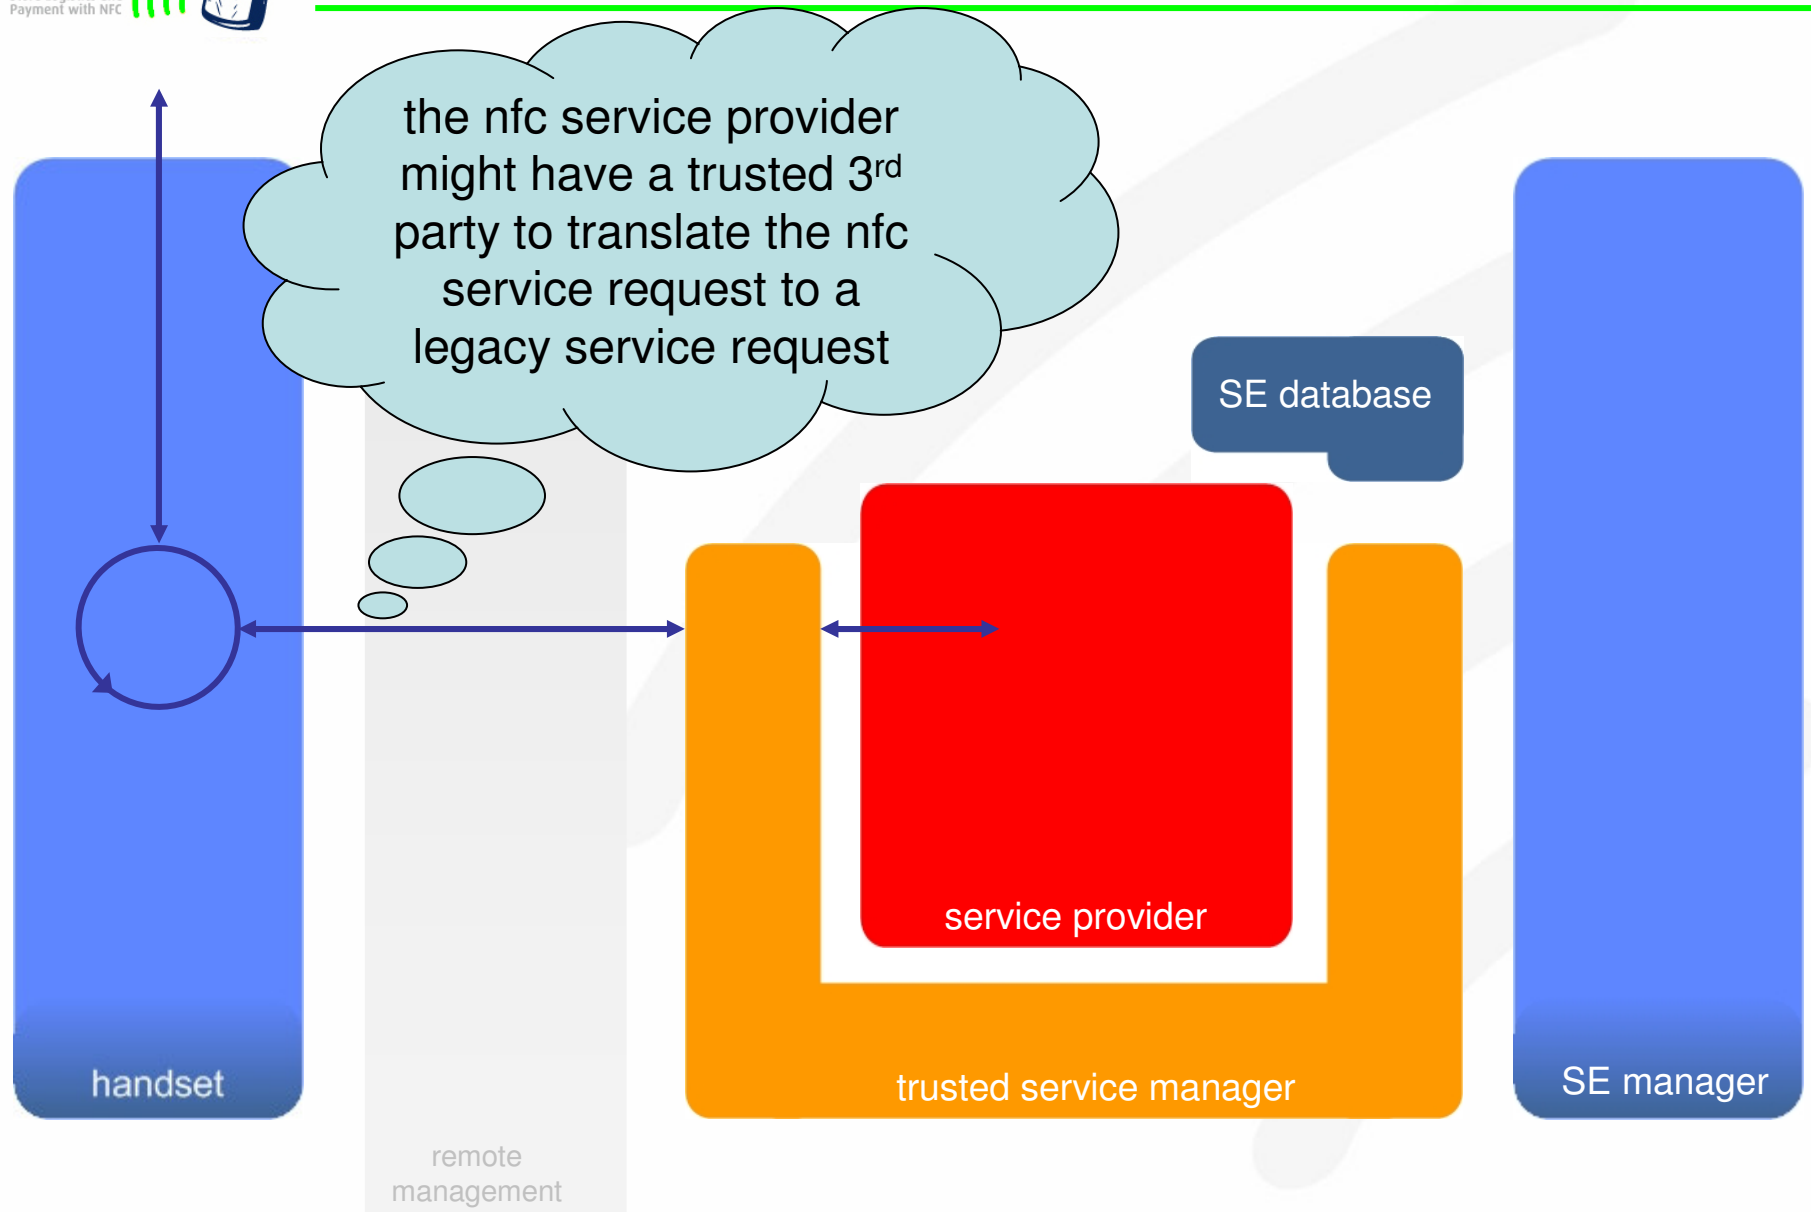 Payment with NFC
the nfc service provider
might have a trusted 3rd
party to translate the nfc
service request to a
legacy service request
SE database
service provider
trusted service manager
handset
SE manager
remote
management